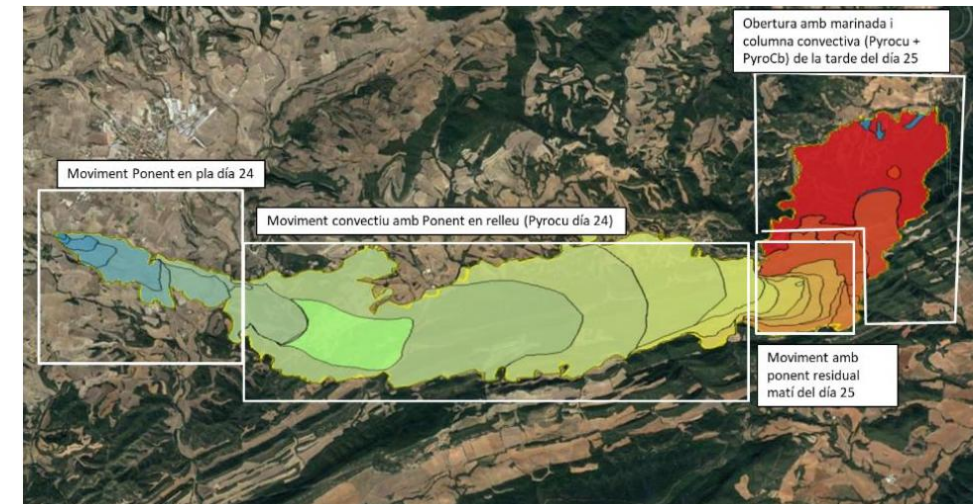 Obertura amb marinada i
columna convectiva (Pyrocu +
PyroCb) de la tarde del día 25
Moviment Ponent en pla día 24
Moviment convectiu amb Ponent en relleu (Pyrocu día 24)
Moviment amb
ponent residual
matí del día 25